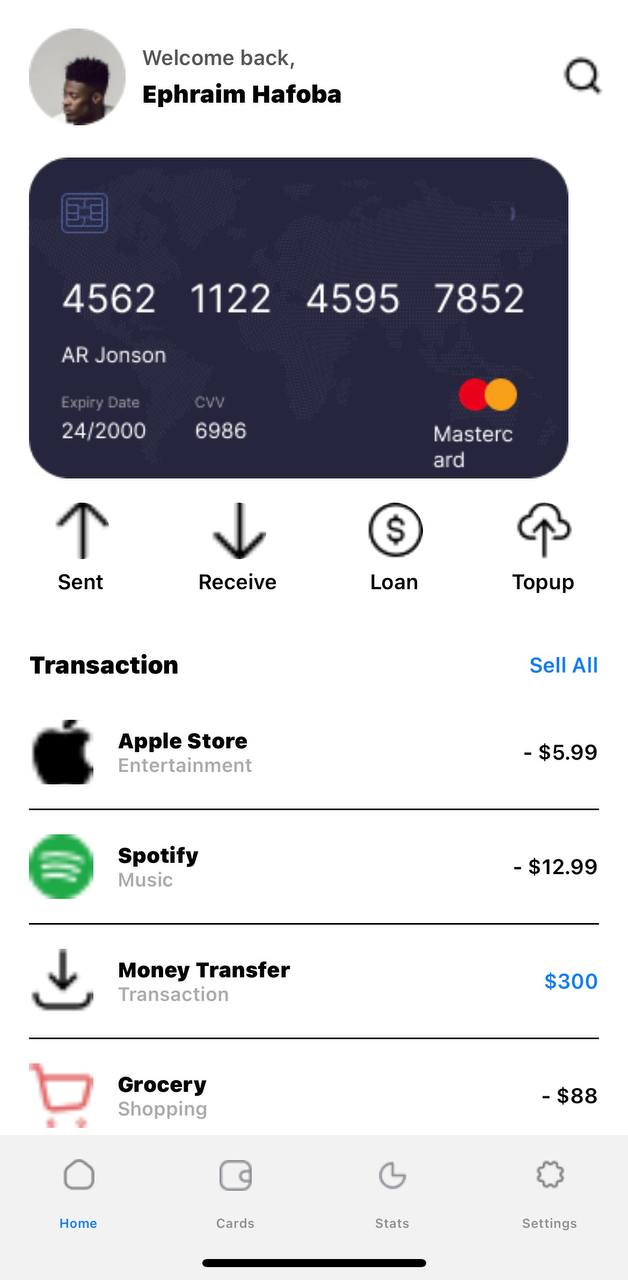 Welcome back,
Ephraim Hafoba
4562 1122 4595 7852
AR Jonson
Expiry Date CVV
24/2000 6986
Masterc
ard
Sent Receive Loan Topup
Transaction Sell All
Apple Store
Entertainment
- $5.99
Spotify
Music
- $12.99
Money Transfer
Transaction
$300
Grocery
Shopping
- $88
Home Cards Stats Settings